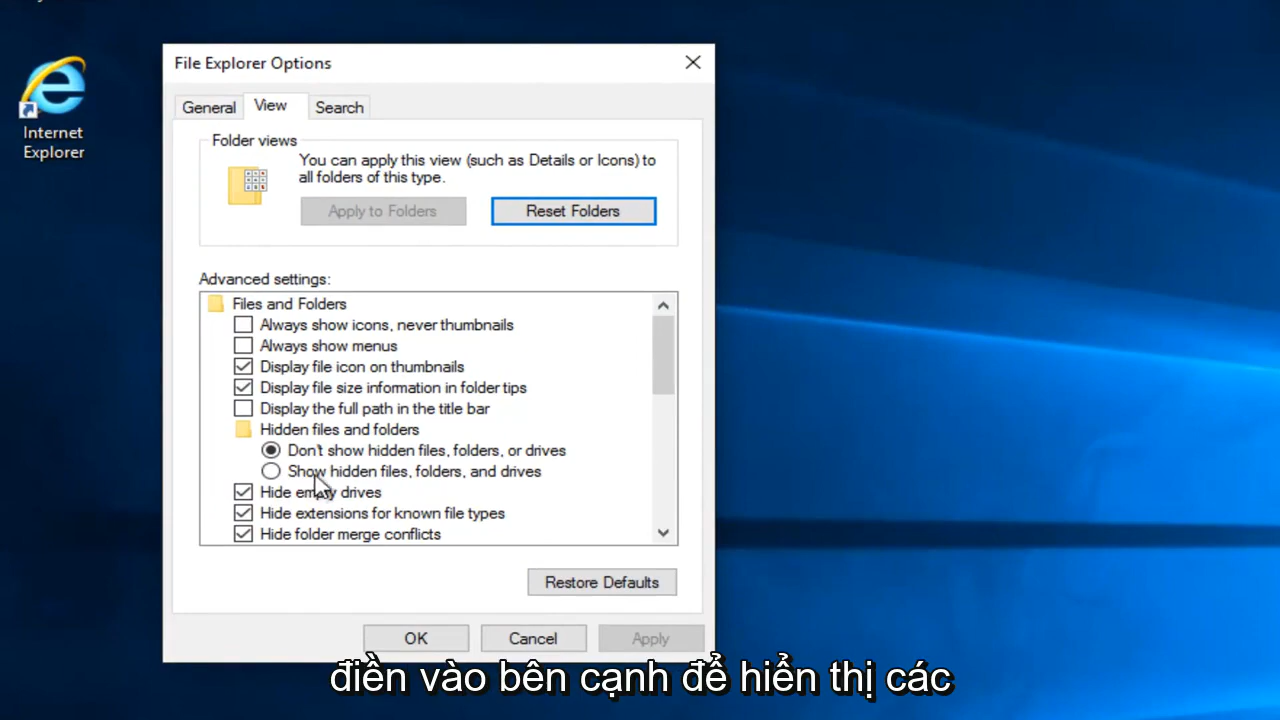 Internet
Explorer
File Explorer Options
General
View
Search
Folder views
You can apply this view (such as Details or Icons) to
all folders of this type.
Apply to Folders
Reset Folders
Advanced settings:
Files and Folders
Always show icons, never thumbnails
Always show menus
Display file icon on thumbnails
Display file size information in folder tips
Display the full path in the title bar
Hidden files and folders
Don't show hidden files, folders, or drives
Show hidden files, folders, and drives
Hide empty drives
Hide extensions for known file types
Hide folder merge conflicts
Restore Defaults
OK
Cancel
Apply
điền vào bên cạnh để hiển thị các